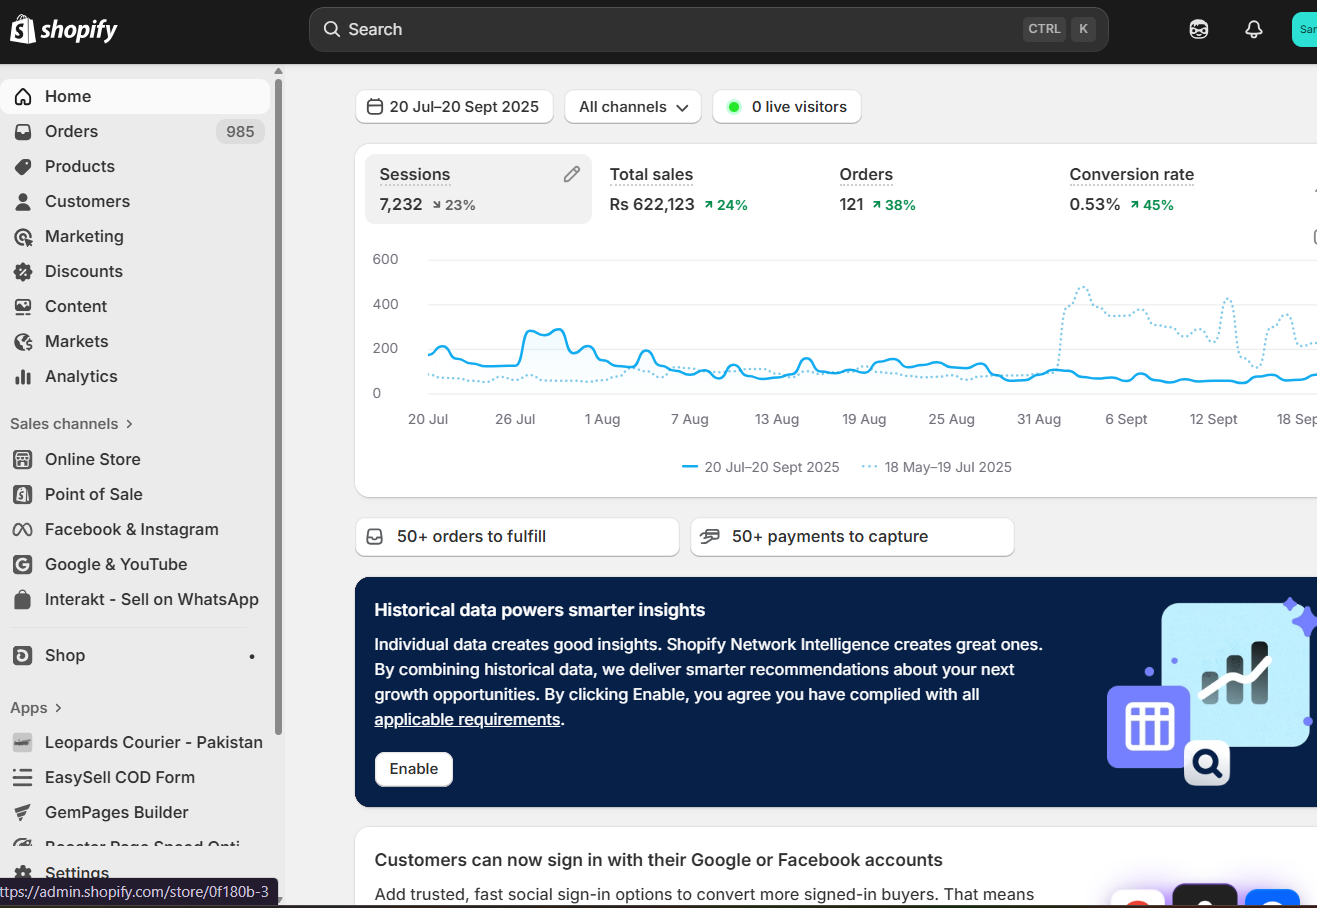 shopify
Search
CTRL K
San
Home
Orders 985
Products
Customers
Marketing
Discounts
Content
Markets
Analytics
Sales channels
Online Store
Point of Sale
Facebook & Instagram
Google & YouTube
Interakt - Sell on WhatsApp
Shop
Apps
Leopards Courier - Pakistan
EasySell COD Form
GemPages Builder
Booster Page Speed Opti
Settings
ttps://admin.shopify.com/store/0f180b-3
20 Jul–20 Sept 2025
All channels
0 live visitors
Sessions
7,232 23%
Total sales
Rs 622,123 24%
Orders
121 38%
Conversion rate
0.53% 45%
600
400
200
0
20 Jul 26 Jul 1 Aug 7 Aug 13 Aug 19 Aug 25 Aug 31 Aug 6 Sept 12 Sept 18 Sep
20 Jul–20 Sept 2025 18 May–19 Jul 2025
50+ orders to fulfill
50+ payments to capture
Historical data powers smarter insights
Individual data creates good insights. Shopify Network Intelligence creates great ones.
By combining historical data, we deliver smarter recommendations about your next
growth opportunities. By clicking Enable, you agree you have complied with all
applicable requirements.
Enable
Customers can now sign in with their Google or Facebook accounts
Add trusted, fast social sign-in options to convert more signed-in buyers. That means